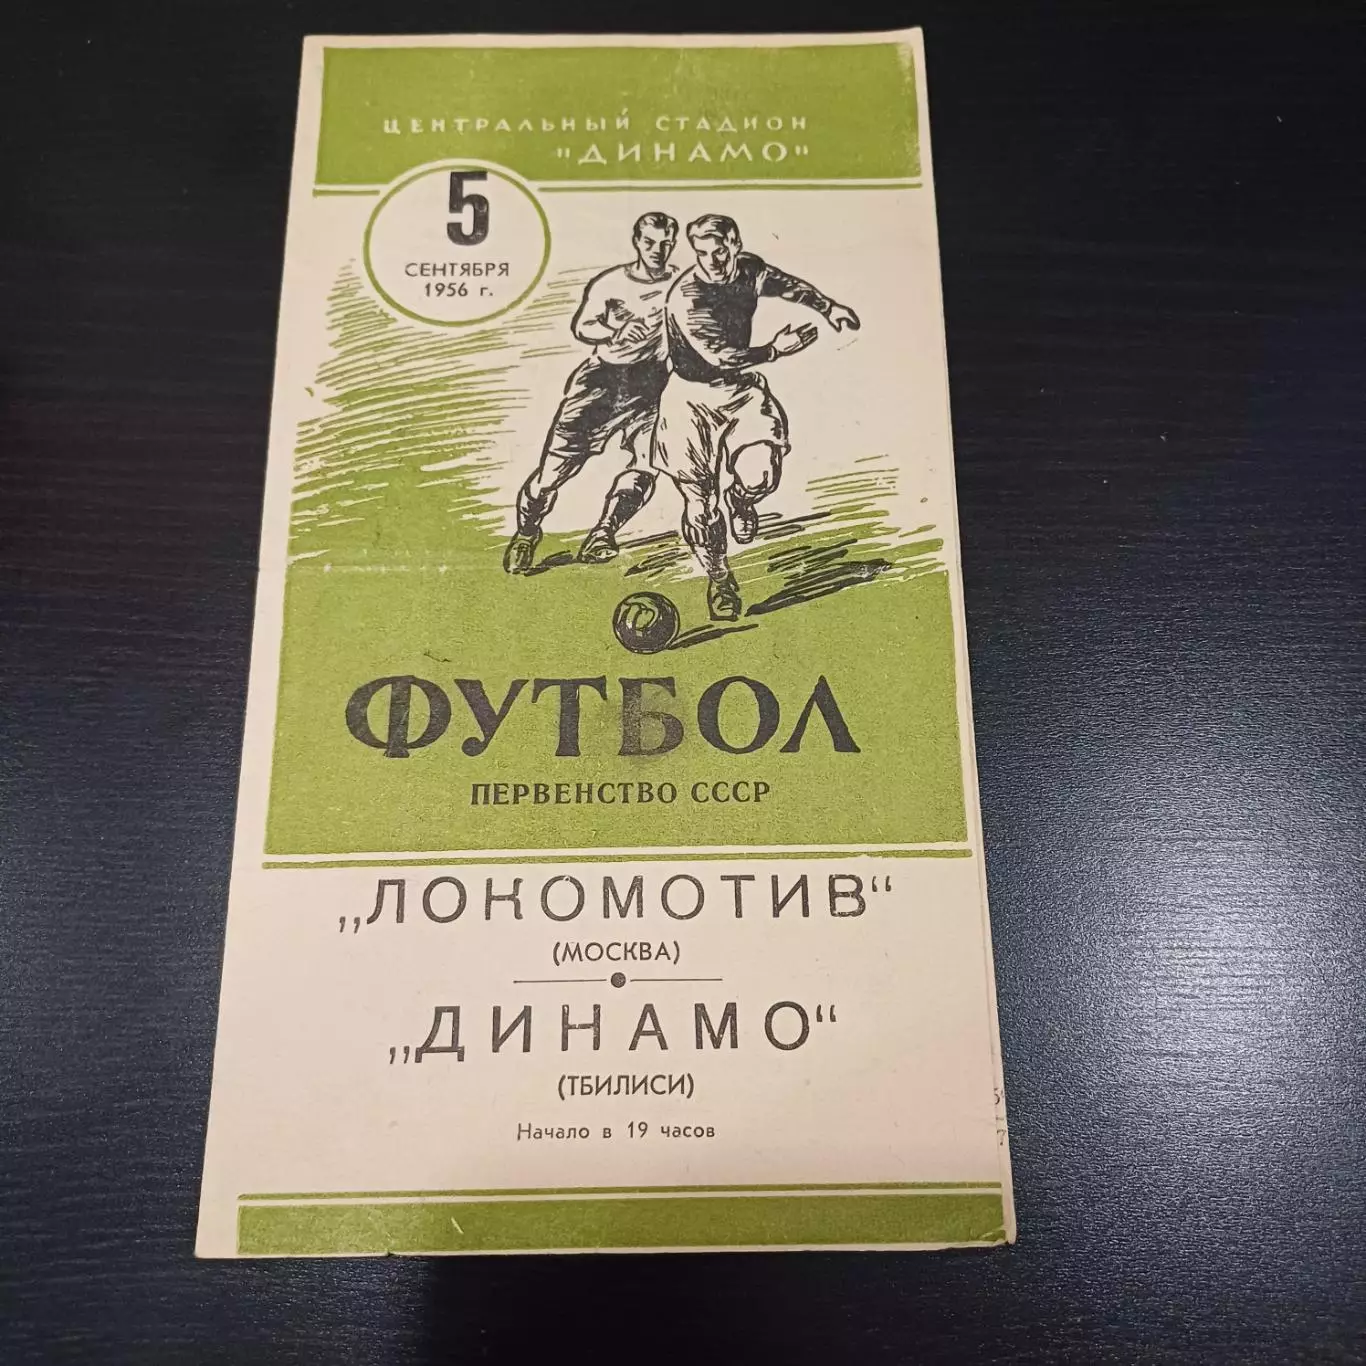 ЦЕНТРАЛЬНЫЙ СТАДИОН
"ДИНАМО"
5
СЕНТЯБРЯ
1956 г.
ФУТБОЛ
ПЕРВЕНСТВО СССР
„ЛОКОМОТИВ“
(МОСКВА)
„ДИНАМО“
(ТБИЛИСИ)
Начало в 19 часов